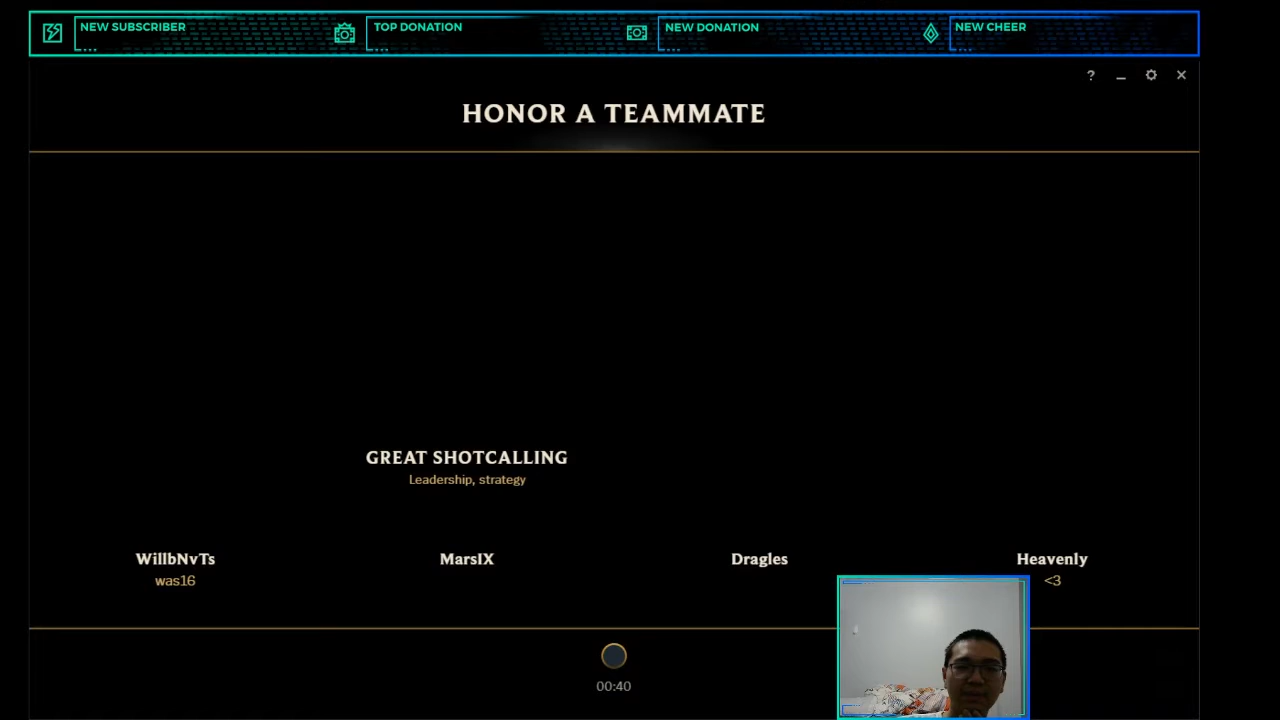 NEW SUBSCRIBER
TOP DONATION
NEW DONATION
NEW CHEER
?
HONOR A TEAMMATE
GREAT SHOTCALLING
Leadership, strategy
WillbNvTs
MarsIX
Dragles
Heavenly
was16
<3
00:40